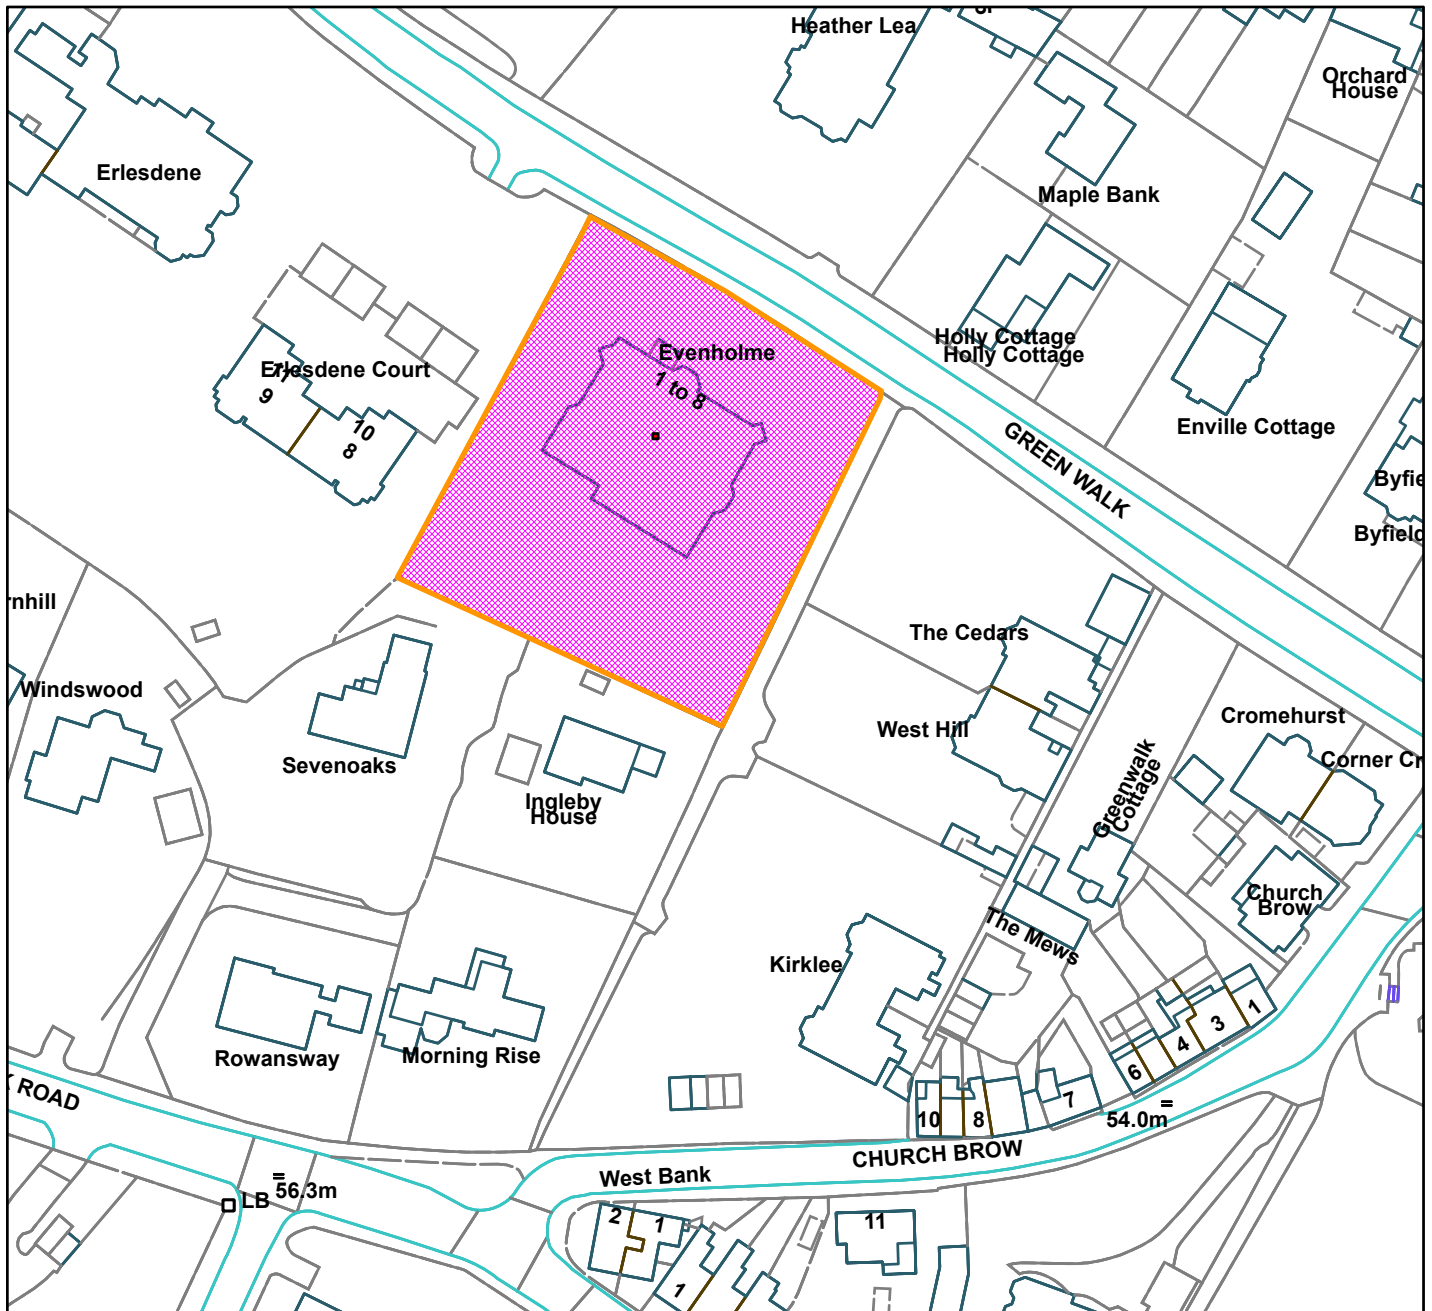 Heather Lea
Orchard
House
Erlesdene
Maple Bank
Holly Cottage
Holly Cottage
Evenholme
1 to 8
Erlesdene Court
11
9
10
8
Enville Cottage
GREEN WALK
Byfie
Byfield
rnhill
The Cedars
Windswood
West Hill
Cromehurst
Corner Cr
Sevenoaks
Ingleby
House
Greenwalk
Cottage
Church
Brow
The Mews
Kirklee
Rowansway
Morning Rise
1
3
4
6
7
8
10
54.0m
K ROAD
CHURCH BROW
West Bank
56.3m
LB
2
1
1
11